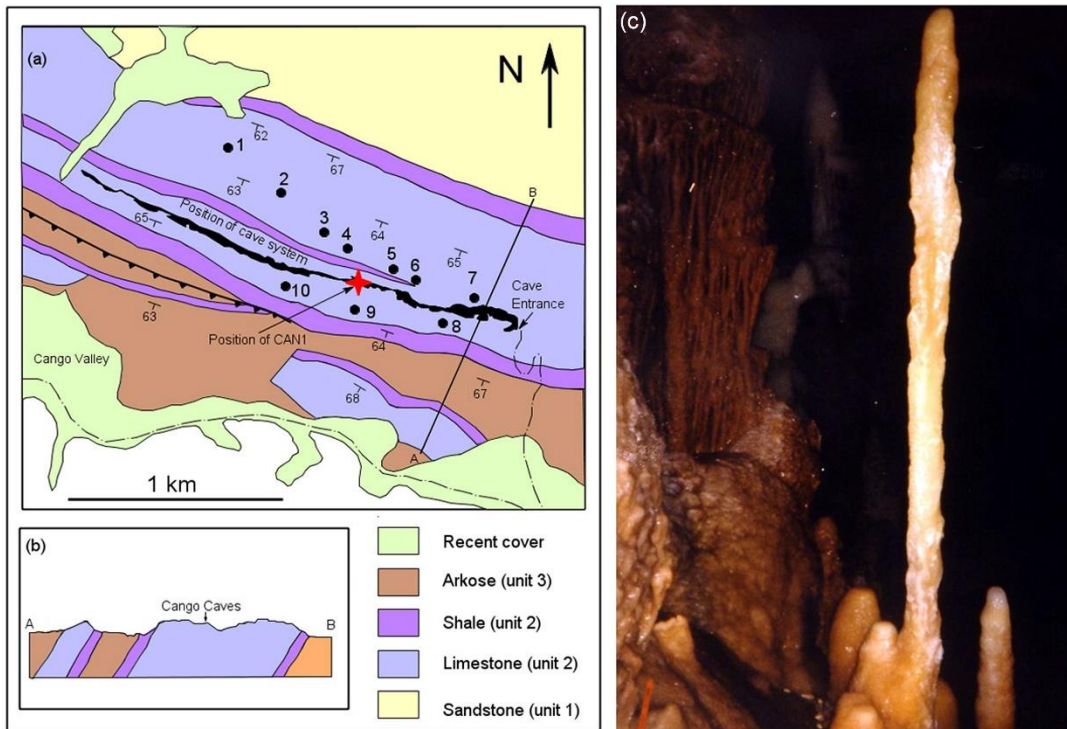 (a)
N
B
62
1
67
63
2
3
4
64
5
6
65
7
Position of cave system
65
10
9
8
Cave
Entrance
Position of CAN1
63
64
Cango Valley
68
67
A
1 km
(b)
Cango Caves
A
B
Recent cover
Arkose (unit 3)
Shale (unit 2)
Limestone (unit 2)
Sandstone (unit 1)
(c)